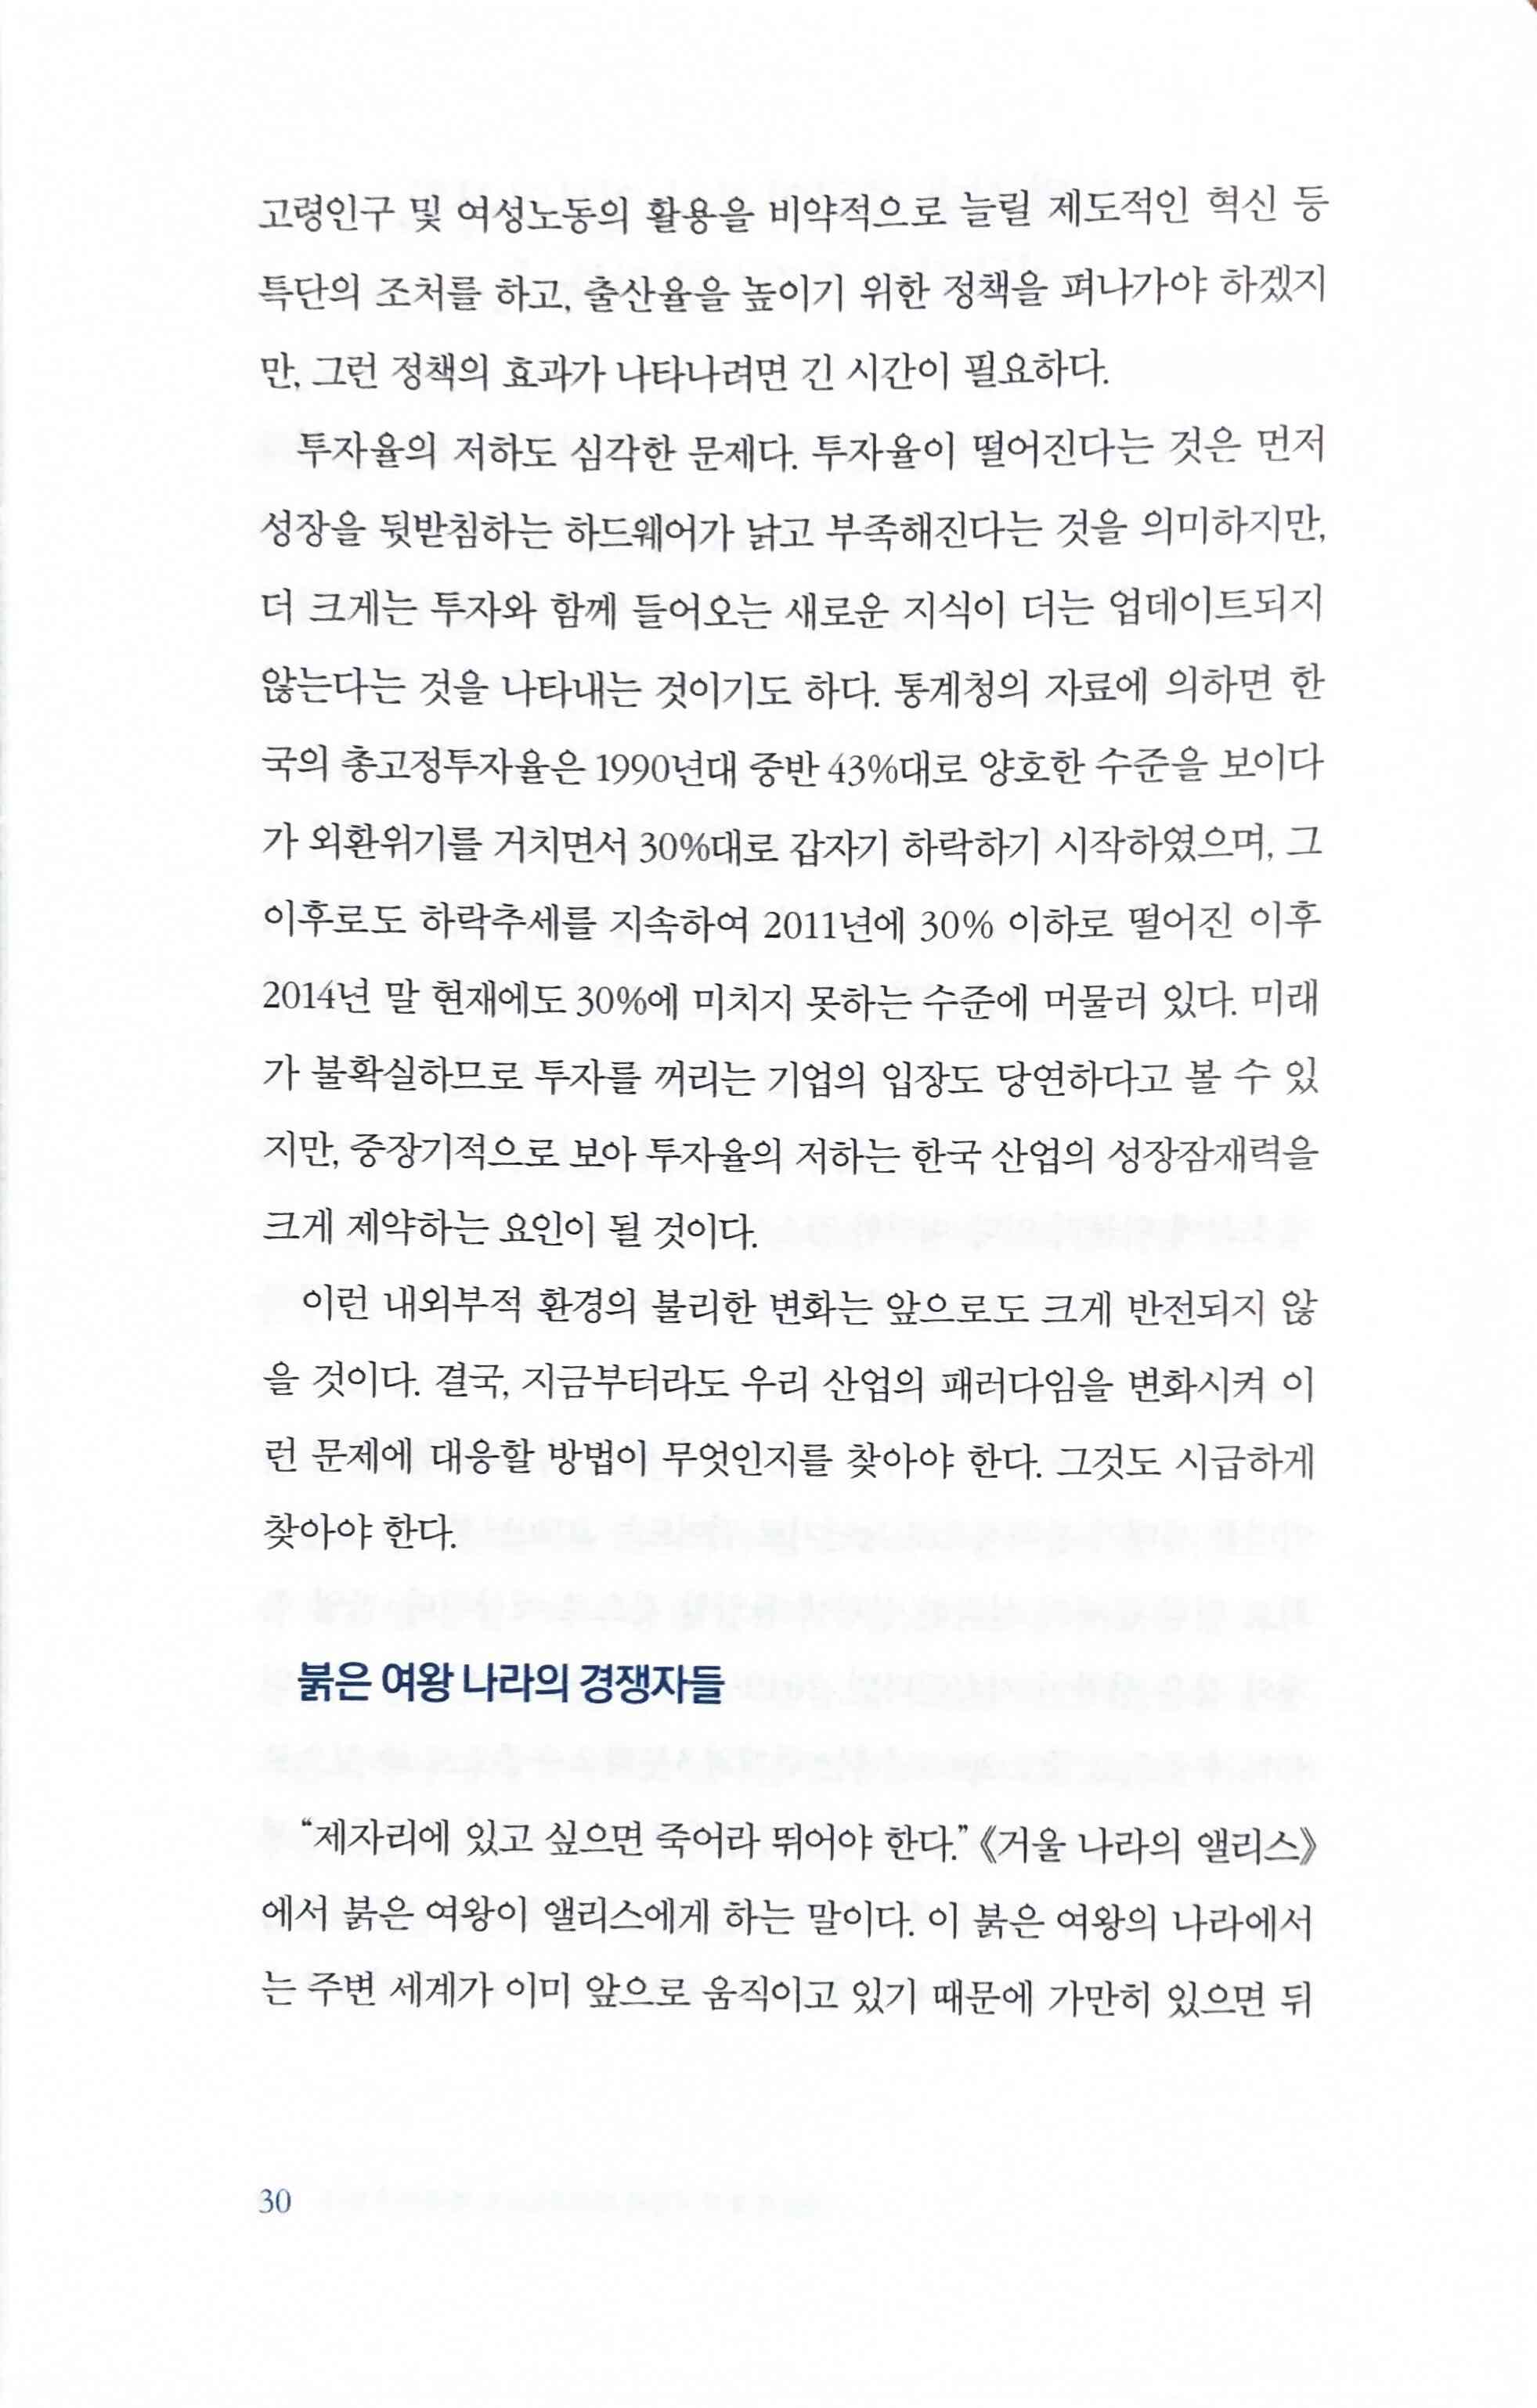 고령인구 및 여성노동의 활용을 비약적으로 늘릴 제도적인 혁신 등
특단의 조처를 하고, 출산율을 높이기 위한 정책을 펴나가야 하겠지
만, 그런 정책의 효과가 나타나려면 긴 시간이 필요하다.
투자율의 저하도 심각한 문제다. 투자율이 떨어진다는 것은 먼저
성장을 뒷받침하는 하드웨어가 낡고 부족해진다는 것을 의미하지만,
더 크게는 투자와 함께 들어오는 새로운 지식이 더는 업데이트되지
않는다는 것을 나타내는 것이기도 하다. 통계청의 자료에 의하면 한
국의 총고정투자율은 1990년대 중반 43%대로 양호한 수준을 보이다
가 외환위기를 거치면서 30%대로 갑자기 하락하기 시작하였으며, 그
이후로도 하락추세를 지속하여 2011년에 30% 이하로 떨어진 이후
2014년 말 현재에도 30%에 미치지 못하는 수준에 머물러 있다. 미래
가 불확실하므로 투자를 꺼리는 기업의 입장도 당연하다고 볼 수 있
지만, 중장기적으로 보아 투자율의 저하는 한국 산업의 성장잠재력을
크게 제약하는 요인이 될 것이다.
이런 내외부적 환경의 불리한 변화는 앞으로도 크게 반전되지 않
을 것이다. 결국, 지금부터라도 우리 산업의 패러다임을 변화시켜 이
런 문제에 대응할 방법이 무엇인지를 찾아야 한다. 그것도 시급하게
찾아야 한다.
붉은 여왕 나라의 경쟁자들
“제자리에 있고 싶으면 죽어라 뛰어야 한다.” 《거울 나라의 앨리스》
에서 붉은 여왕이 앨리스에게 하는 말이다. 이 붉은 여왕의 나라에서
는 주변 세계가 이미 앞으로 움직이고 있기 때문에 가만히 있으면 뒤
30